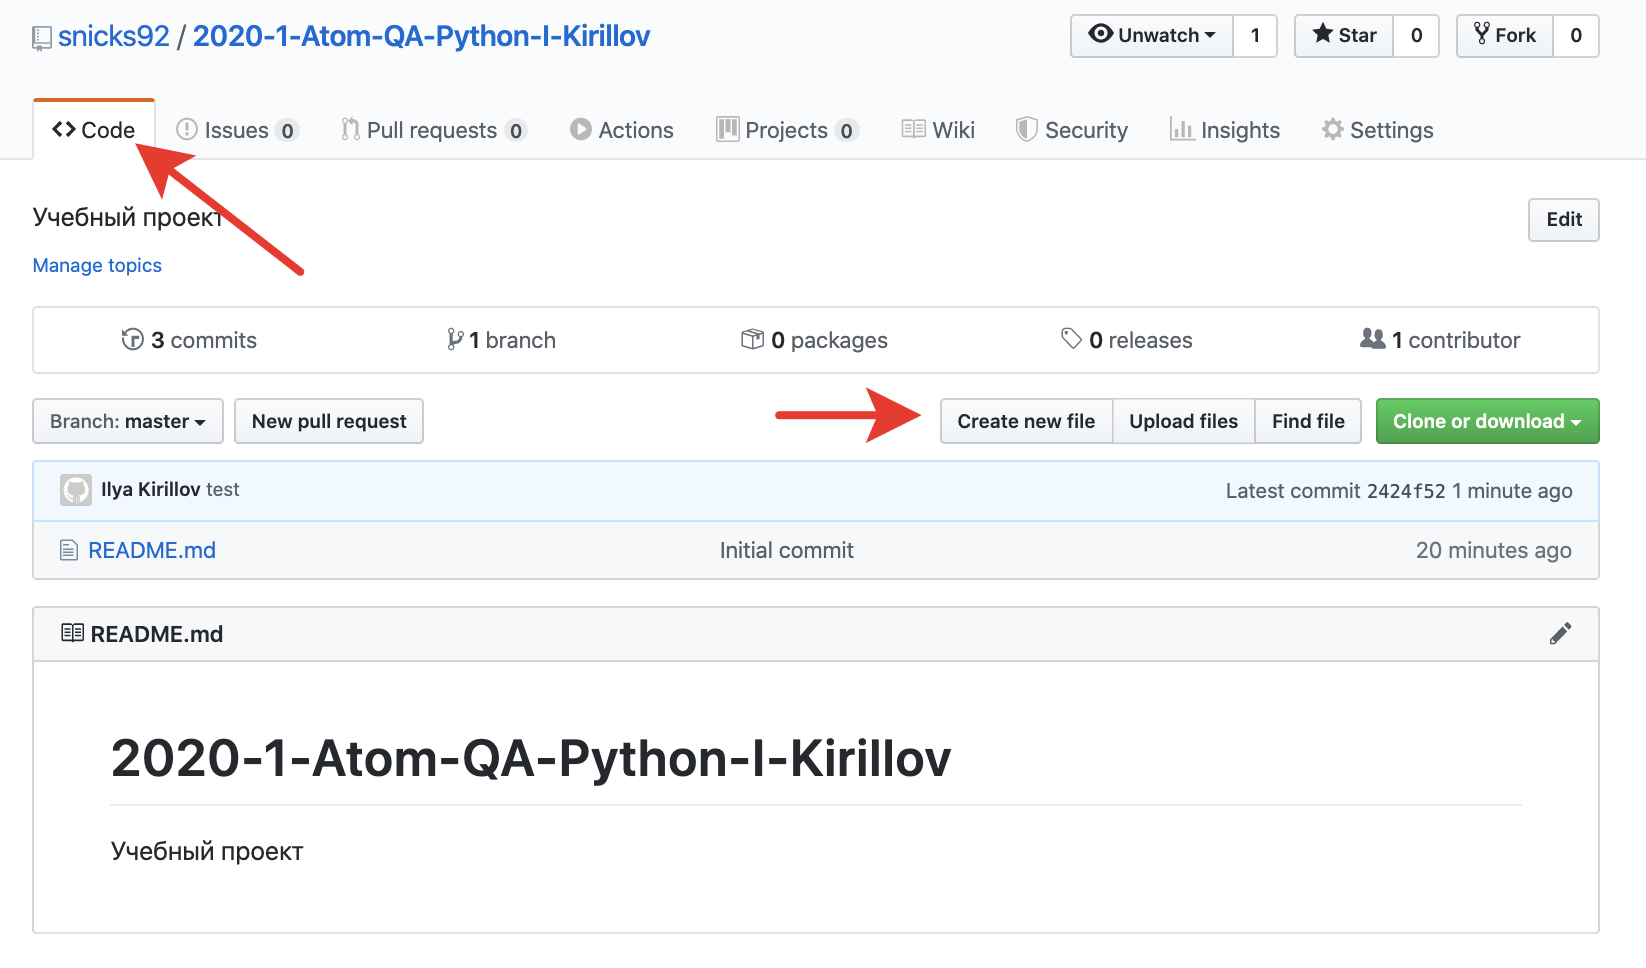 snicks92 / 2020-1-Atom-QA-Python-I-Kirillov Unwatch 1 Star 0 Fork 0
Code Issues 0 Pull requests 0 Actions Projects 0 Wiki Security Insights Settings
Учебный проект Edit
Manage topics
3 commits 1 branch 0 packages 0 releases 1 contributor
Branch: master New pull request Create new file Upload files Find file Clone or download
Ilya Kirillov test Latest commit 2424f52 1 minute ago
README.md Initial commit 20 minutes ago
README.md
2020-1-Atom-QA-Python-I-Kirillov
Учебный проект